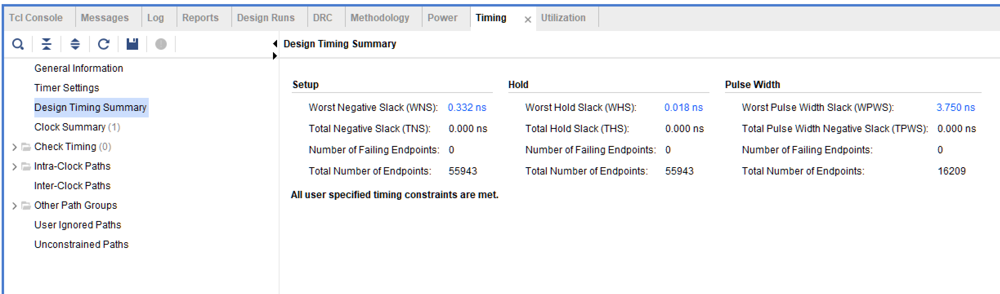 Tcl Console Messages Log Reports Design Runs DRC Methodology Power Timing Utilization
Design Timing Summary
General Information
Timer Settings
Design Timing Summary
Clock Summary (1)
Check Timing (0)
Intra-Clock Paths
Inter-Clock Paths
Other Path Groups
User Ignored Paths
Unconstrained Paths
Setup
Worst Negative Slack (WNS): 0.332 ns
Total Negative Slack (TNS): 0.000 ns
Number of Failing Endpoints: 0
Total Number of Endpoints: 55943
Hold
Worst Hold Slack (WHS): 0.018 ns
Total Hold Slack (THS): 0.000 ns
Number of Failing Endpoints: 0
Total Number of Endpoints: 55943
Pulse Width
Worst Pulse Width Slack (WPWS): 3.750 ns
Total Pulse Width Negative Slack (TPWS): 0.000 ns
Number of Failing Endpoints: 0
Total Number of Endpoints: 16209
All user specified timing constraints are met.